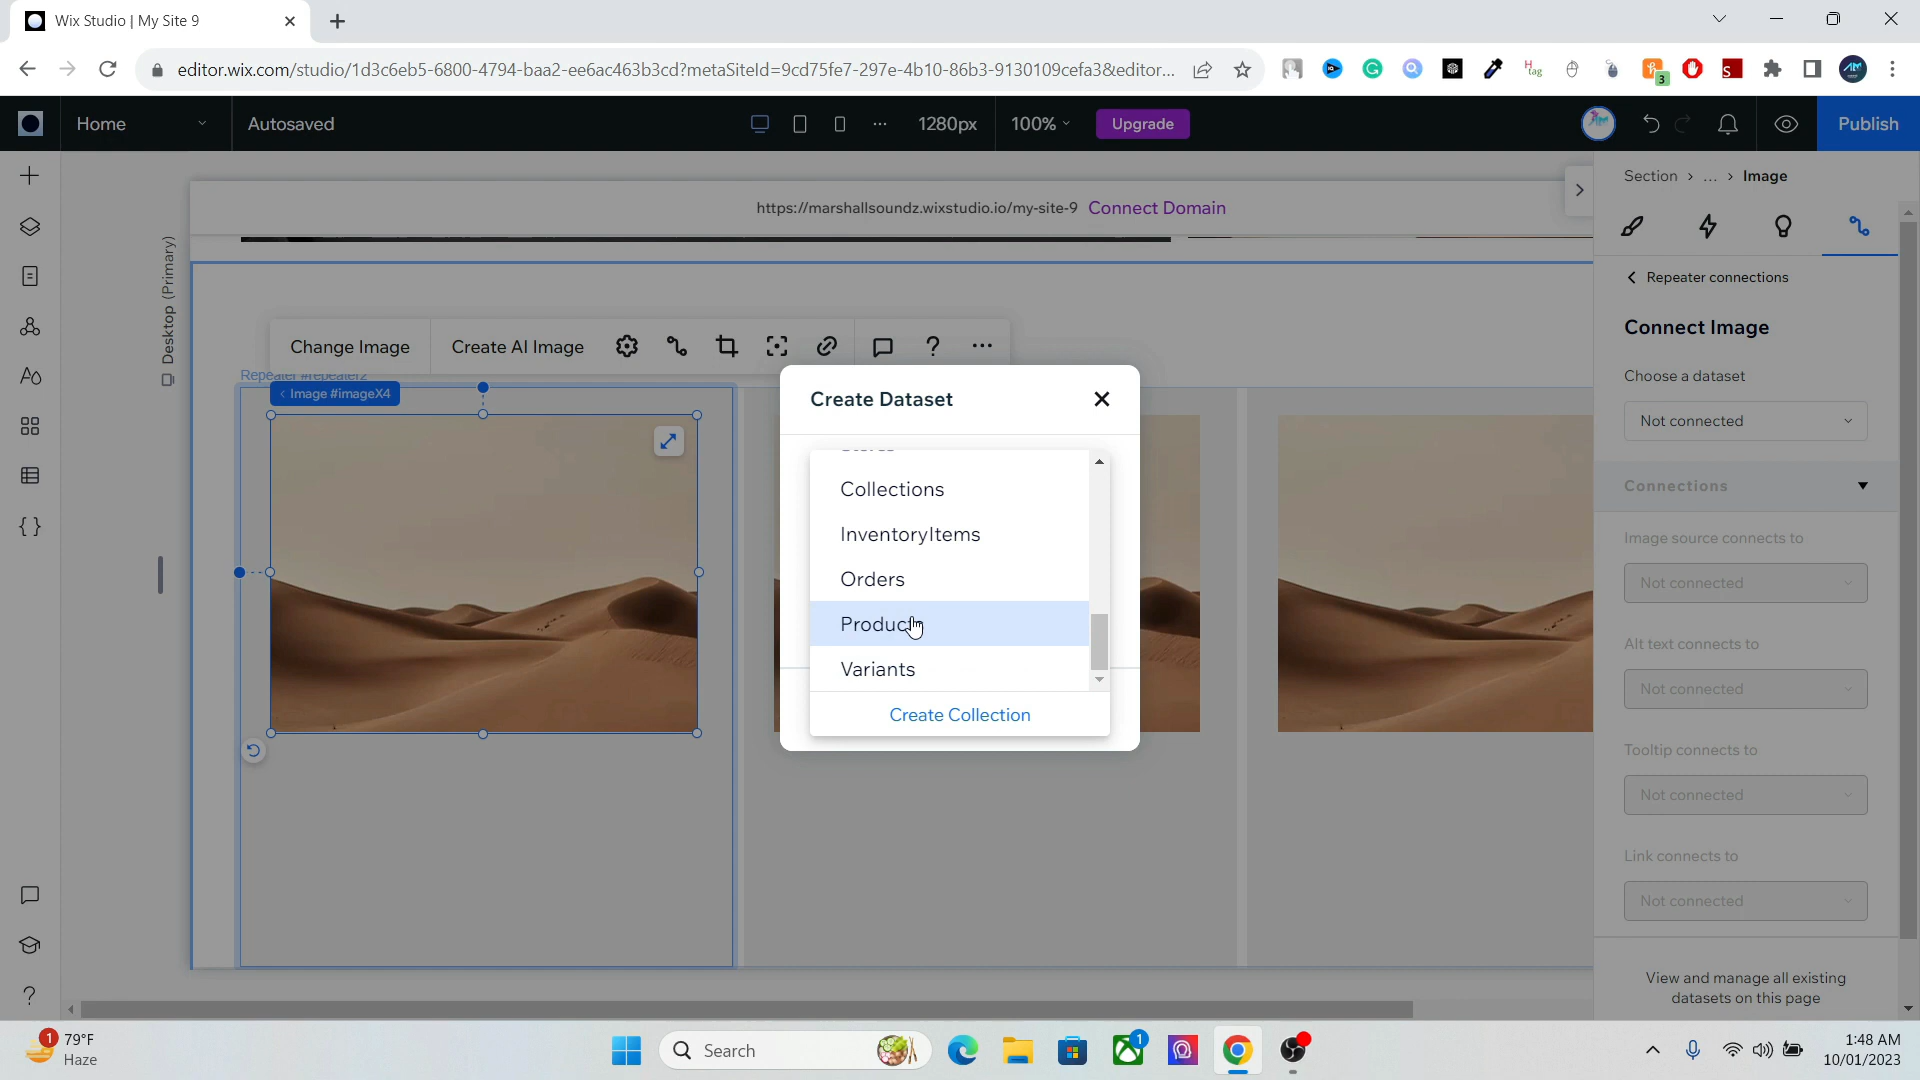 Wix Studio | My Site 9
editor.wix.com/studio/1d3c6eb5-6800-4794-baa2-ee6ac463b3cd?metaSiteId=9cd75fe7-297e-4b10-86b3-9130109cefa3&editor...
Home
Autosaved
1280px
100%
Upgrade
Publish
https://marshallsoundz.wixstudio.io/my-site-9 Connect Domain
Desktop (Primary)
Section > ... > Image
Repeater connections
Connect Image
Choose a dataset
Not connected
Connections
Image source connects to
Not connected
Alt text connects to
Not connected
Tooltip connects to
Not connected
Link connects to
Not connected
View and manage all existing
datasets on this page
Change Image
Create AI Image
Repeater #repeater2
Image #imageX4
Create Dataset
Collections
InventoryItems
Orders
Products
Variants
Create Collection
79°F
Haze
Search
1:48 AM
10/01/2023